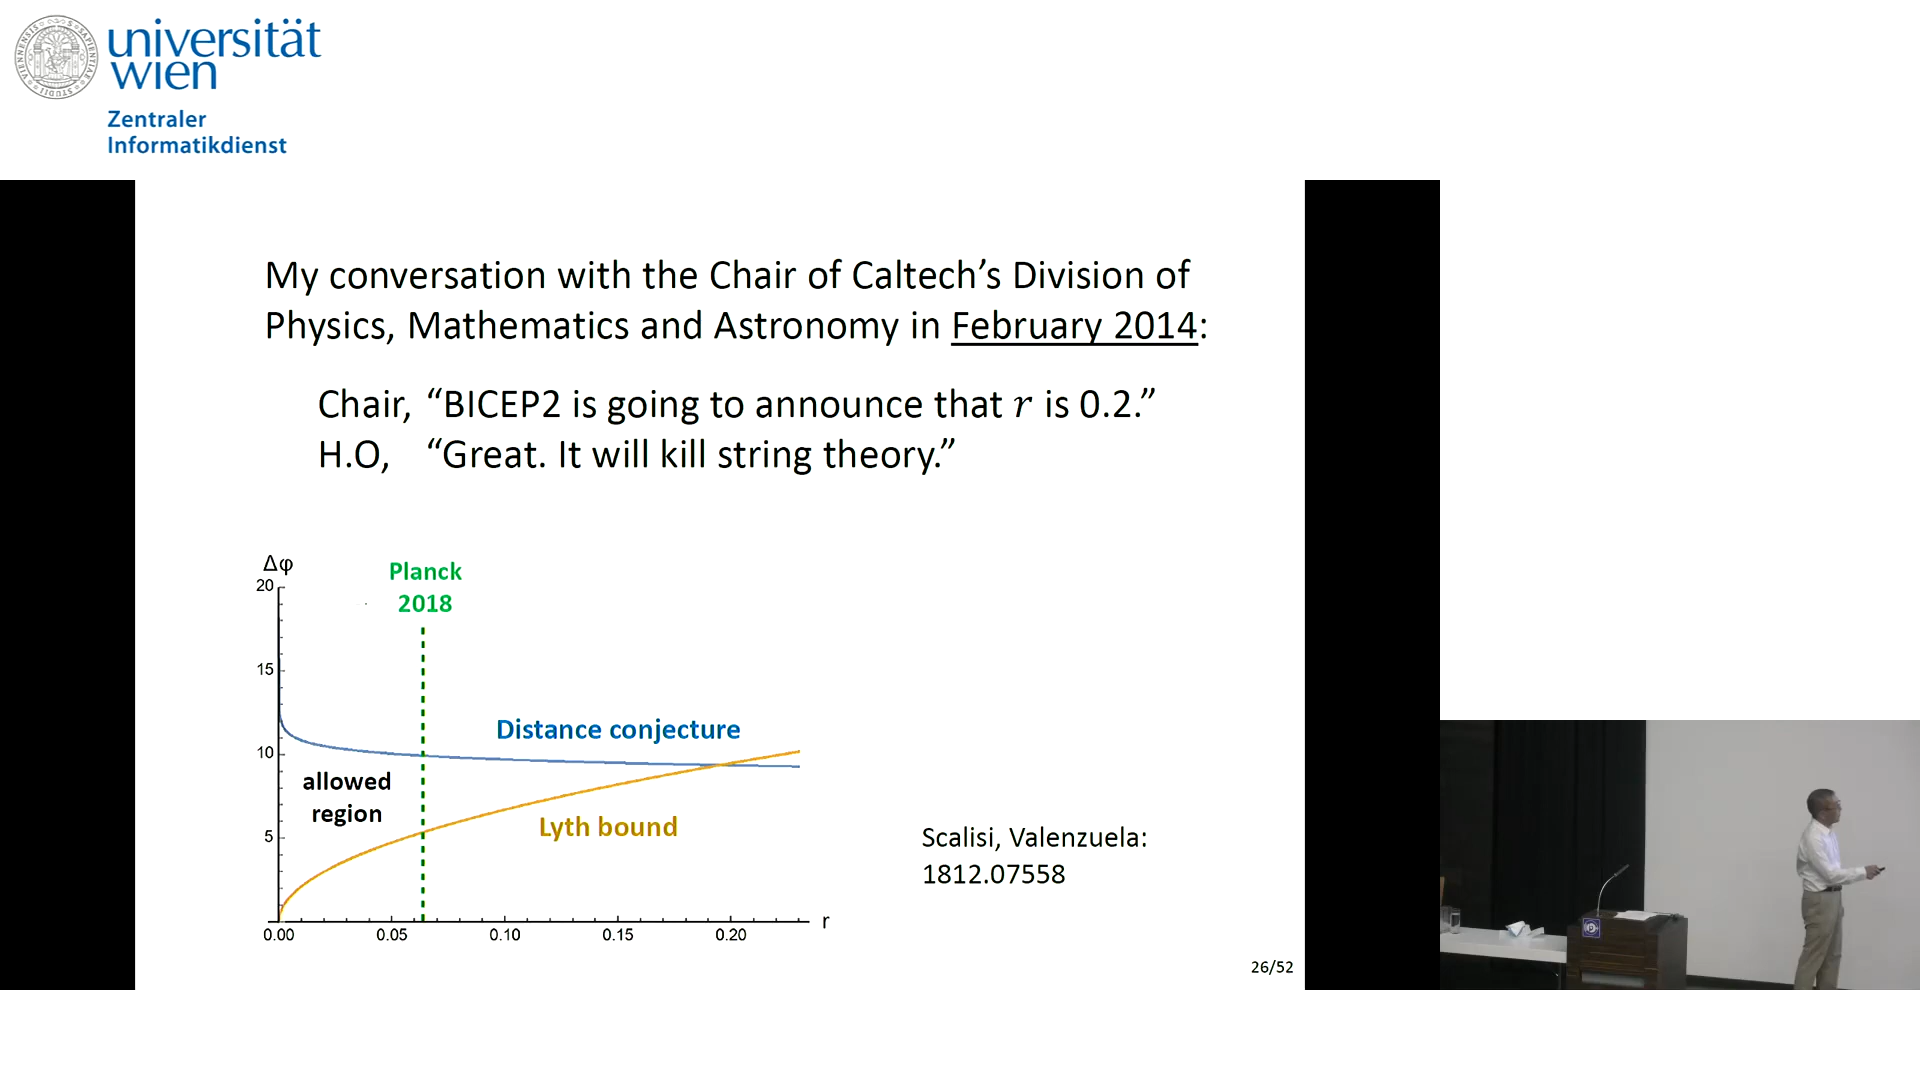 universität
wien
Zentraler
Informatikdienst
My conversation with the Chair of Caltech’s Division of
Physics, Mathematics and Astronomy in February 2014:
Chair, “BICEP2 is going to announce that r is 0.2.”
H.O, “Great. It will kill string theory.”
Δφ
20
15
10
5
Planck
2018
Distance conjecture
allowed
region
Lyth bound
0.00 0.05 0.10 0.15 0.20
r
Scalisi, Valenzuela:
1812.07558
26/52